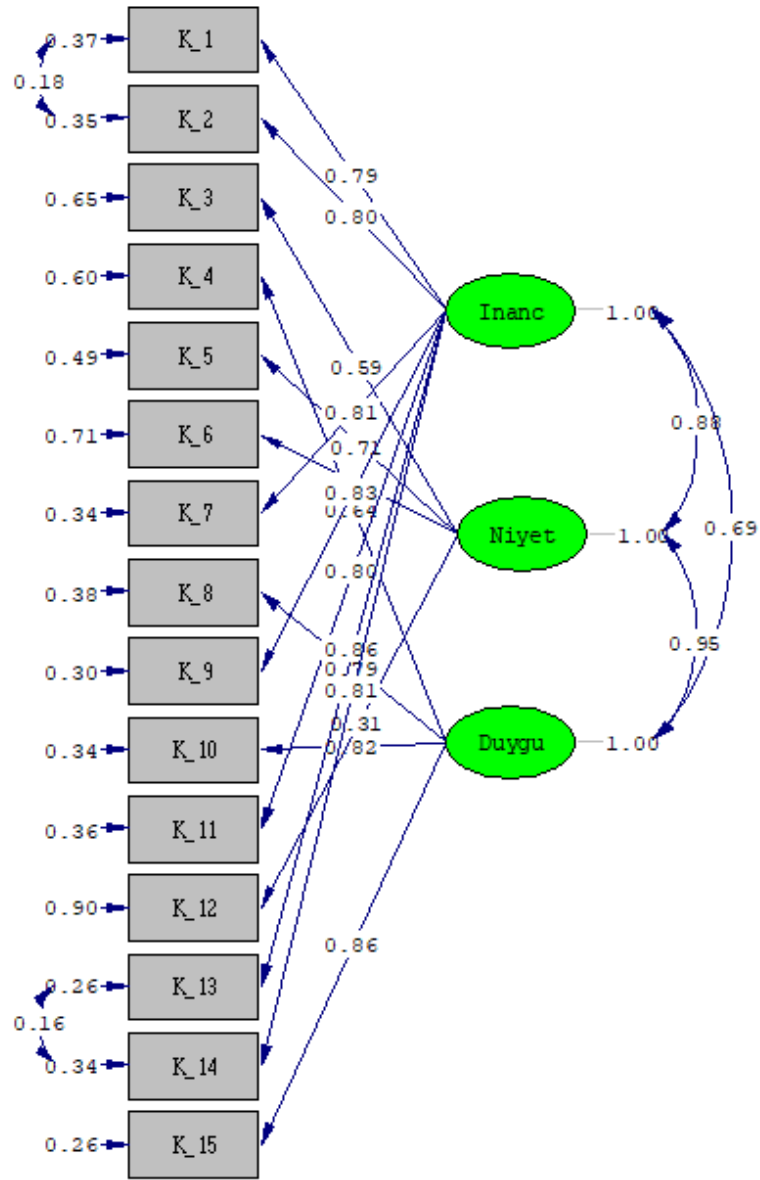 0.37 K_1
0.18
0.35 K_2
0.79
0.65 K_3
0.80
0.60 K_4
Inanc 1.00
0.49 K_5
0.59
0.81
0.88
0.71 K_6
0.71
0.83
0.34 K_7 0.64
0.69
Niyet 1.00
0.80
0.38 K_8
0.95
0.86
0.30 K_9 0.79
0.81
0.31
0.34 K_10 0.82 Duygu 1.00
0.36 K_11
0.90 K_12
0.86
0.26 K_13
0.16
0.34 K_14
0.26 K_15